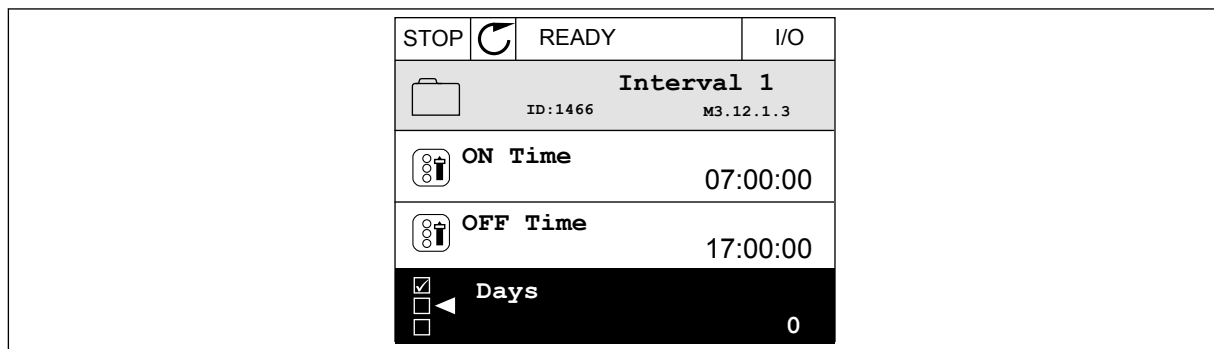 STOP READY I/O
Interval 1
ID:1466 M3.12.1.3
ON Time
07:00:00
OFF Time
17:00:00
Days
0